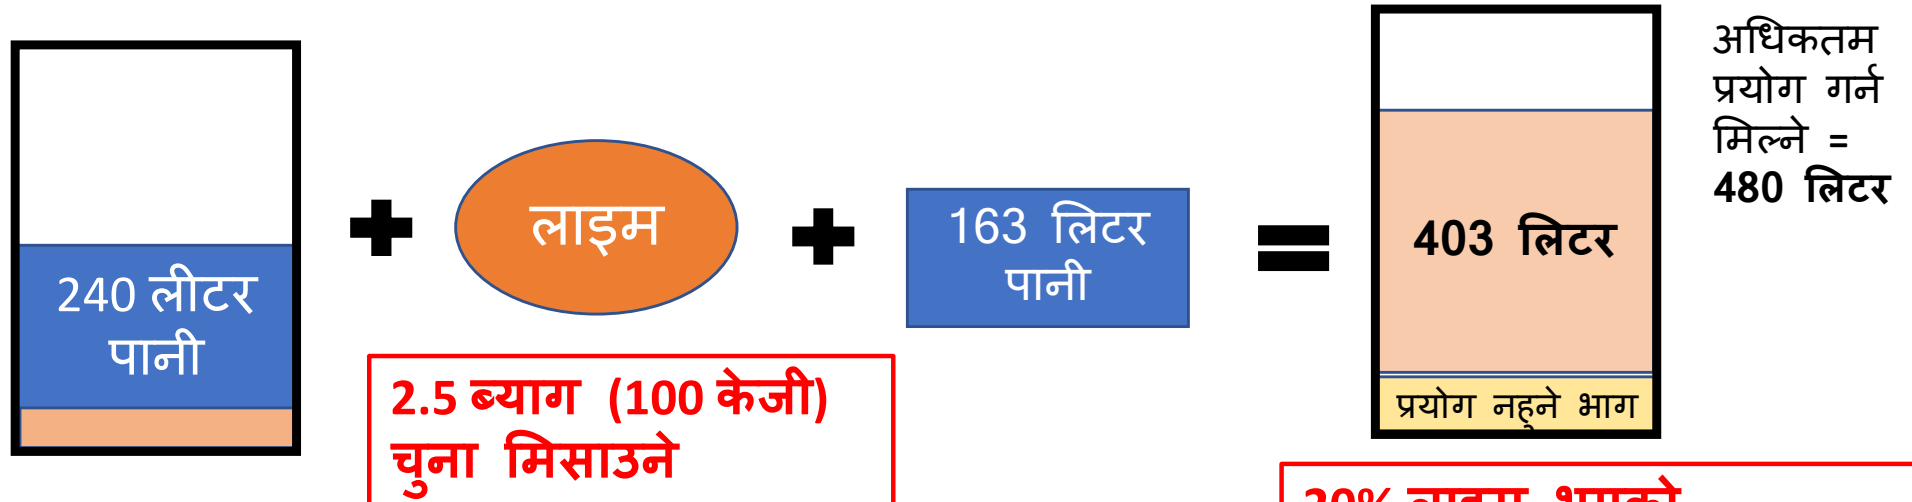 240 लीटर
पानी
लाइम
2.5 ब्याग (100 केजी)
चुना मिसाउने
163 लिटर
पानी
403 लिटर
प्रयोग नहुने भाग
अधिकतम
प्रयोग गर्न
मिल्ने =
480 लिटर
लाइम